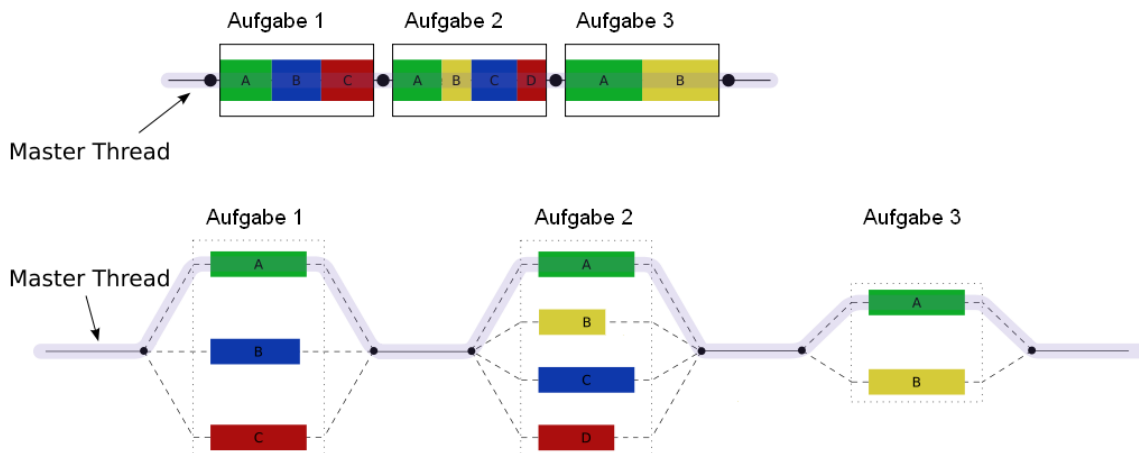 Aufgabe 1 Aufgabe 2 Aufgabe 3
A B C A B C D A B
Master Thread
Aufgabe 1 Aufgabe 2 Aufgabe 3
A A
Master Thread
A
B
B C
B
C D